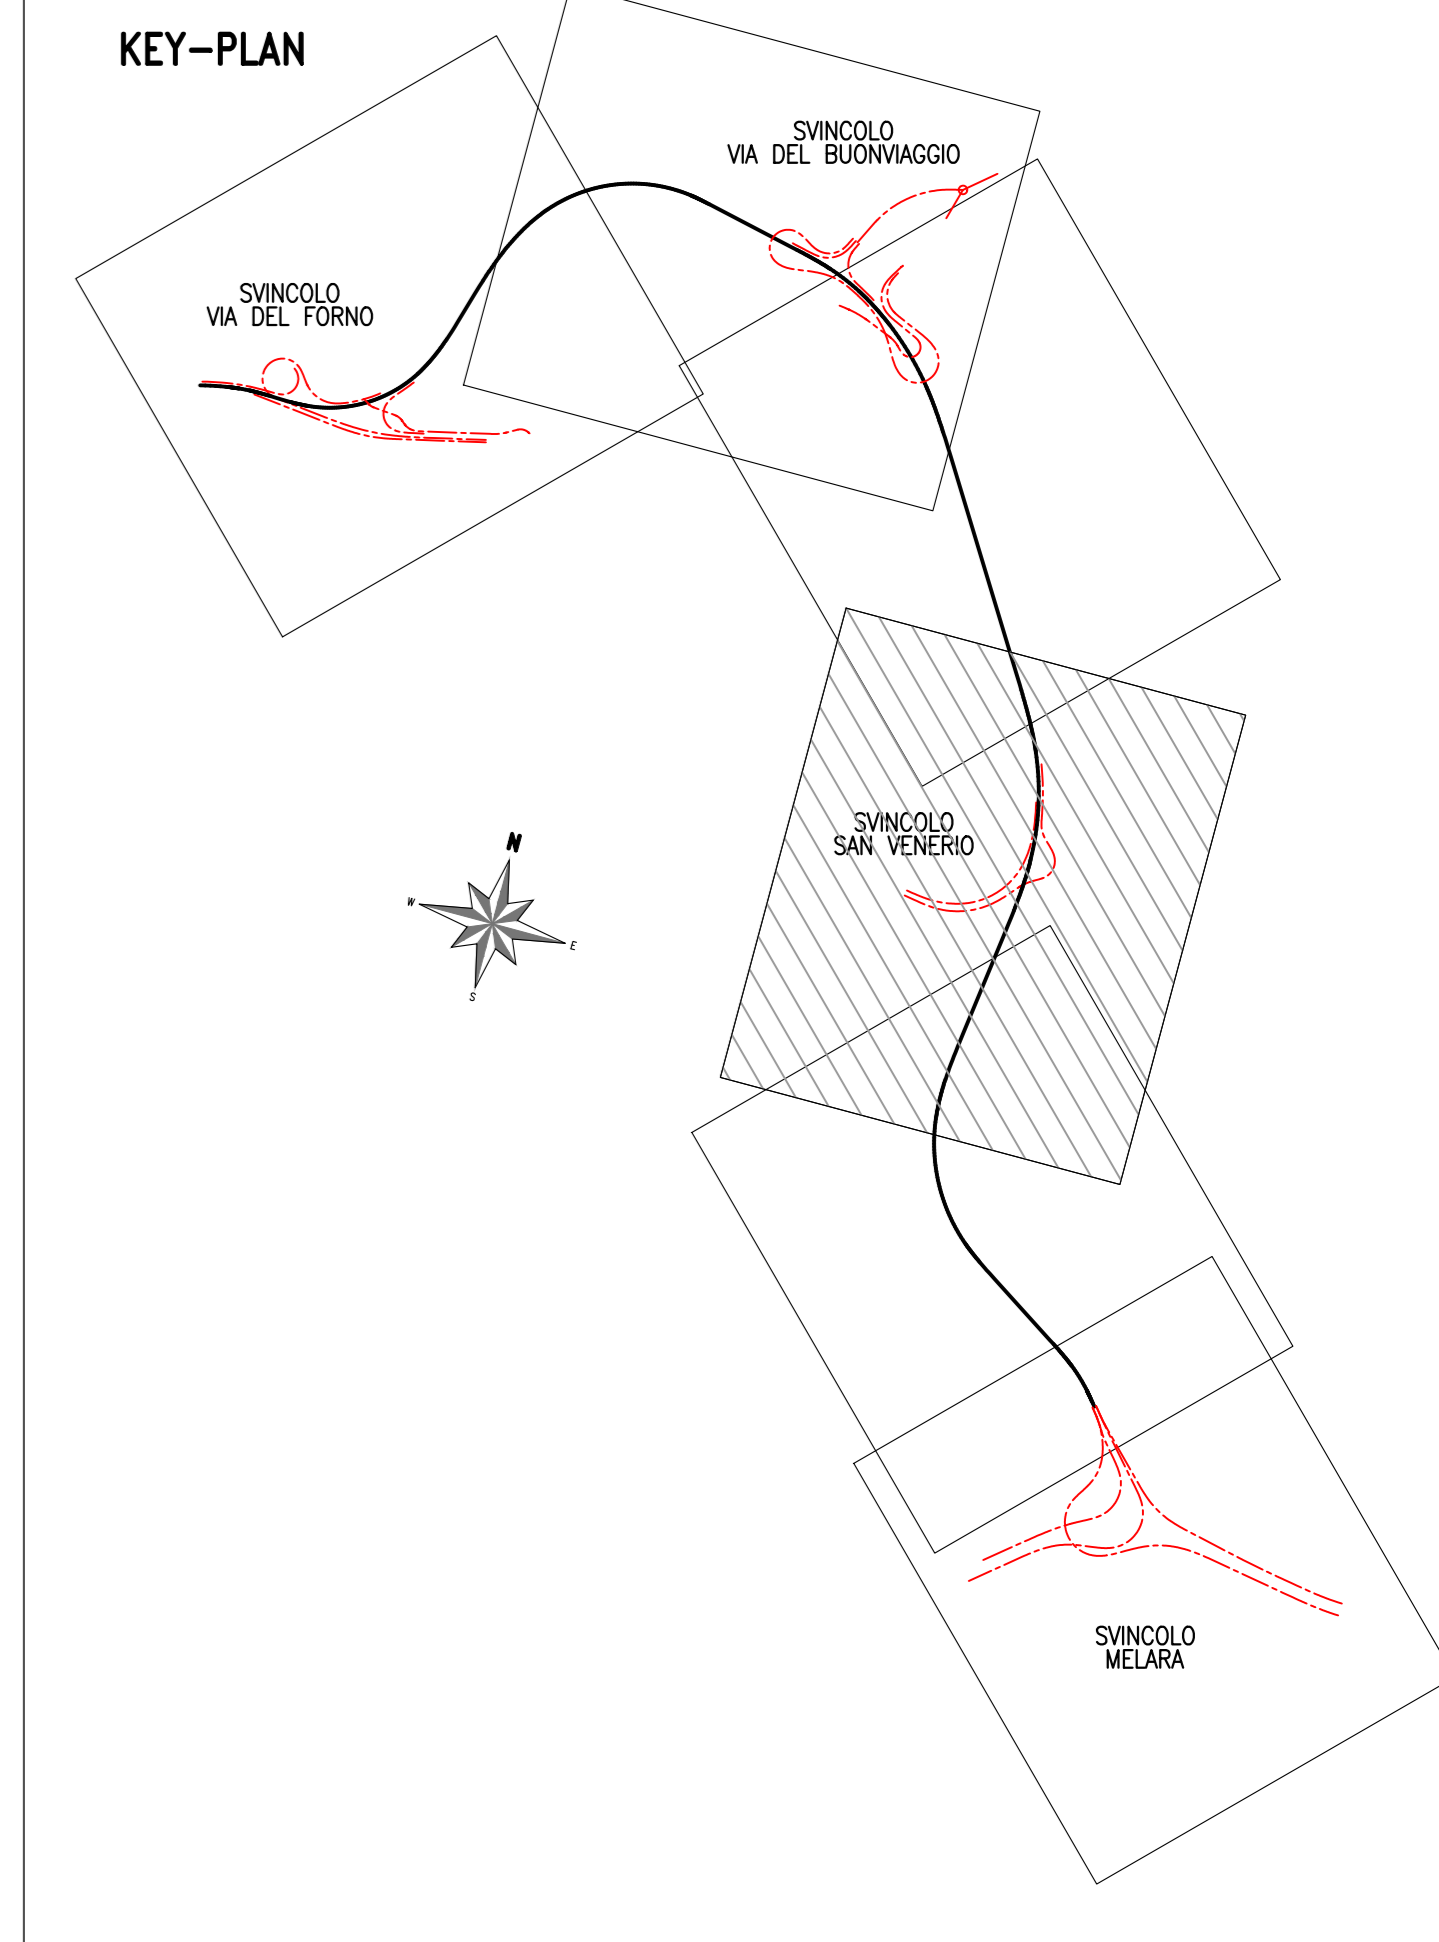 KEY-PLAN
SVINCOLO
VIA DEL BUONVIAGGIO
SVINCOLO
VIA DEL FORNO
SVINCOLO
SAN VENERIO
N
W
E
S
SVINCOLO
MELARA